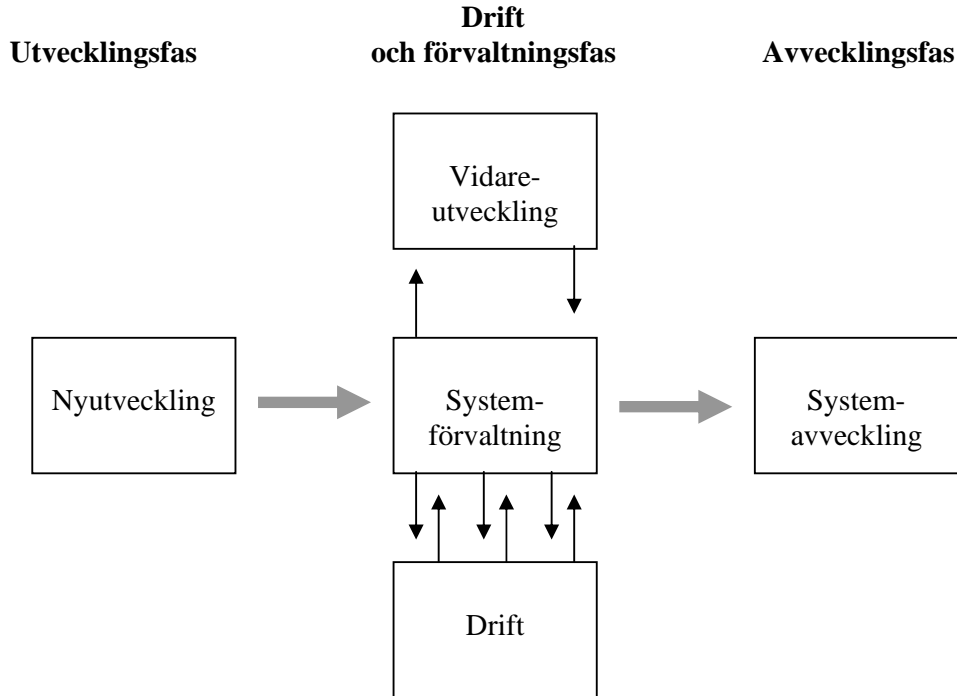 Utvecklingsfas
Drift
och förvaltningsfas
Avvecklingsfas
Vidare-
utveckling
Nyutveckling
System-
förvaltning
System-
avveckling
Drift